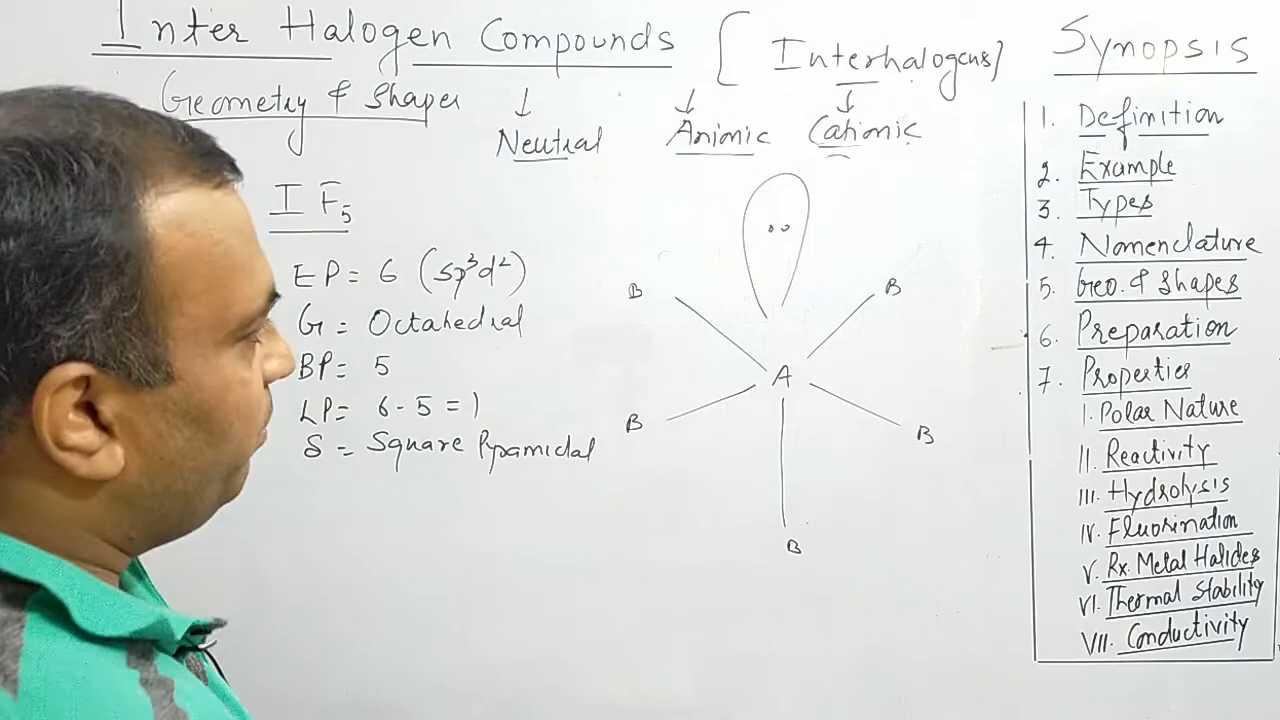 Inter Halogen Compounds [Interhalogens]
Geometry & Shapes
↓ ↓ ↓
Neutral Anionic Cationic
IF₅
EP = 6 (sp³d²)
G = Octahedral
BP = 5
LP = 6 - 5 = 1
S = Square Pyramidal
B B
A
B B
B
Synopsis
1. Definition
2. Example
3. Types
4. Nomenclature
5. Geo. & Shapes
6. Preparation
7. Properties
I. Polar Nature
II. Reactivity
III. Hydrolysis
IV. Fluorination
V. Rx. Metal Halides
VI. Thermal Stability
VII. Conductivity